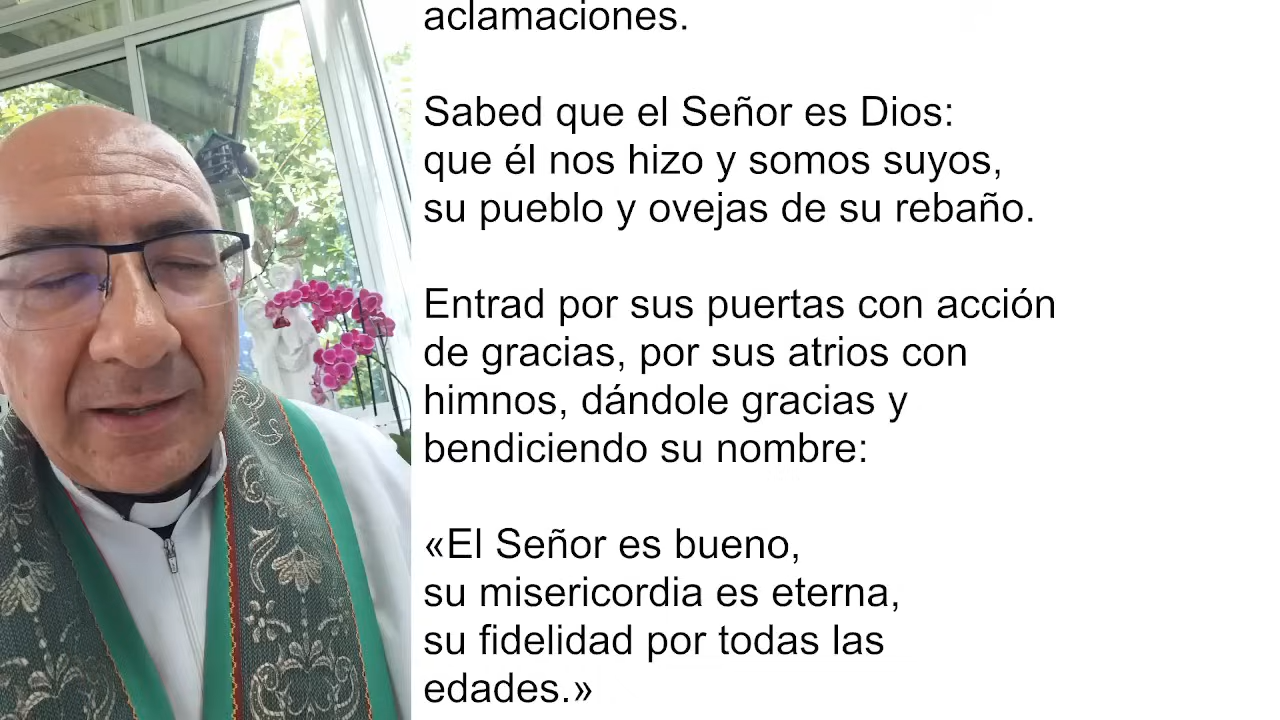 aclamaciones.
Sabed que el Señor es Dios:
que él nos hizo y somos suyos,
su pueblo y ovejas de su rebaño.
Entrad por sus puertas con acción
de gracias, por sus atrios con
himnos, dándole gracias y
bendiciendo su nombre:
«El Señor es bueno,
su misericordia es eterna,
su fidelidad por todas las
edades.»